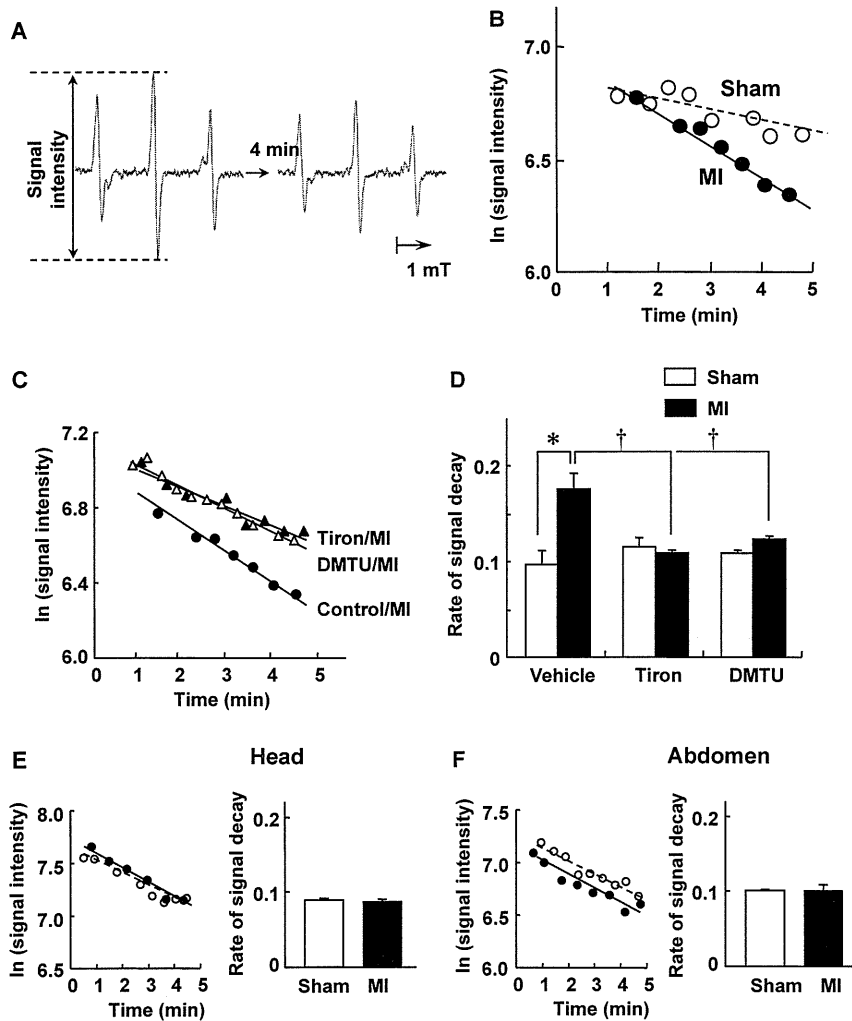 A
Signal
intensity
4 min
1 mT
B
ln (signal intensity)
7.0
6.5
6.0
Sham
MI
0 1 2 3 4 5
Time (min)
C
ln (signal intensity)
7.2
6.8
6.4
6.0
Tiron/MI
DMTU/MI
Control/MI
0 1 2 3 4 5
Time (min)
D
Sham
MI
Rate of signal decay
0.2
0.1
0
* † †
Vehicle Tiron DMTU
E
Head
ln (signal intensity)
8.0
7.5
7.0
6.5
0 1 2 3 4 5
Time (min)
Rate of signal decay
0.2
0.1
0
Sham MI
F
Abdomen
ln (signal intensity)
7.5
7.0
6.5
6.0
0 1 2 3 4 5
Time (min)
Rate of signal decay
0.2
0.1
0
Sham MI